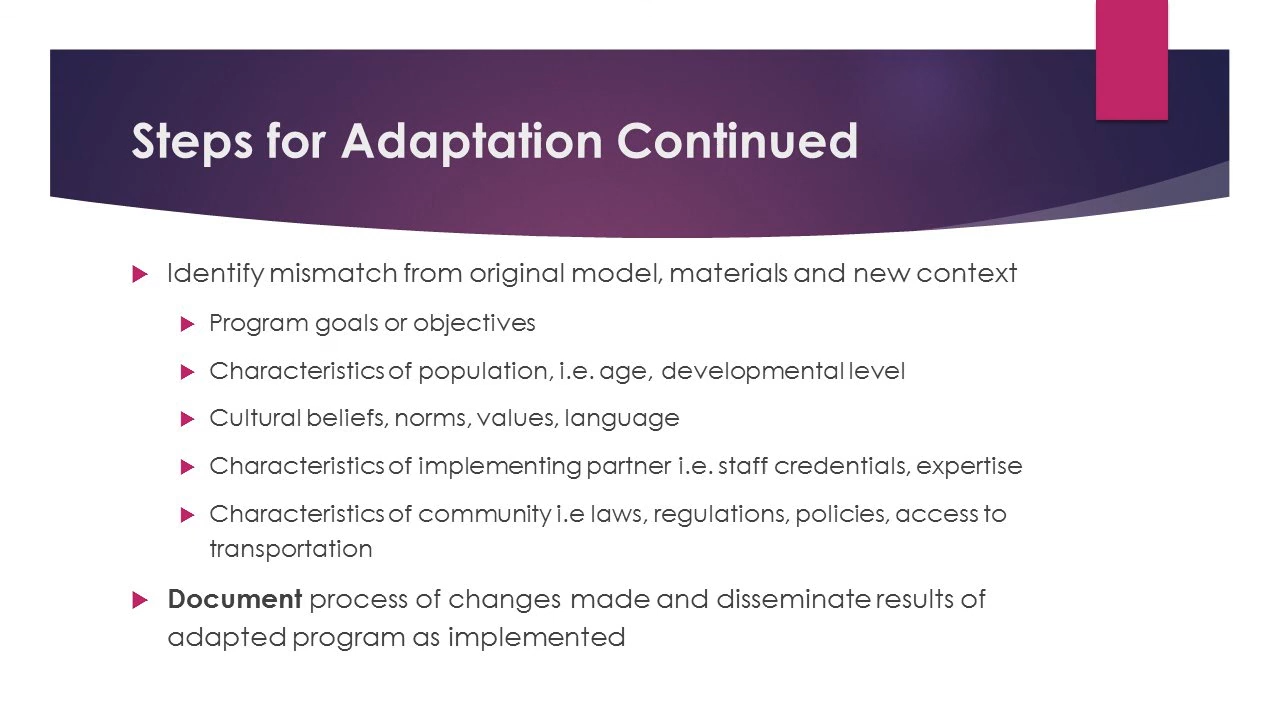 Steps for Adaptation Continued
Identify mismatch from original model, materials and new context
Program goals or objectives
Characteristics of population, i.e. age, developmental level
Cultural beliefs, norms, values, language
Characteristics of implementing partner i.e. staff credentials, expertise
Characteristics of community i.e laws, regulations, policies, access to
transportation
Document process of changes made and disseminate results of
adapted program as implemented